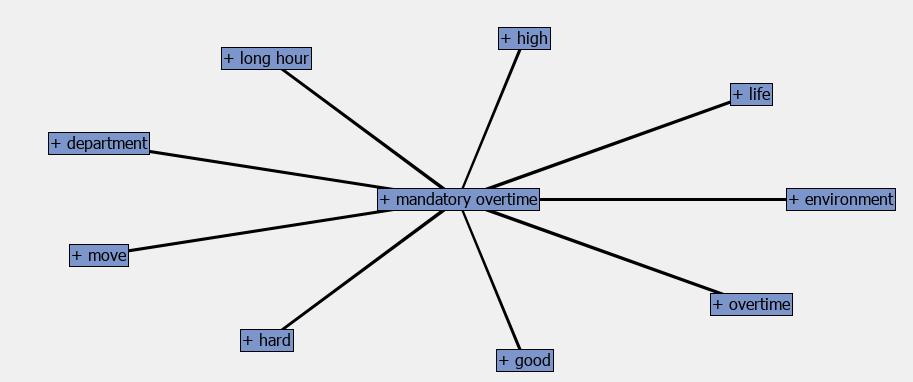 + high
+ long hour
+ life
+ department
+ mandatory overtime
+ environment
+ move
+ overtime
+ hard
+ good